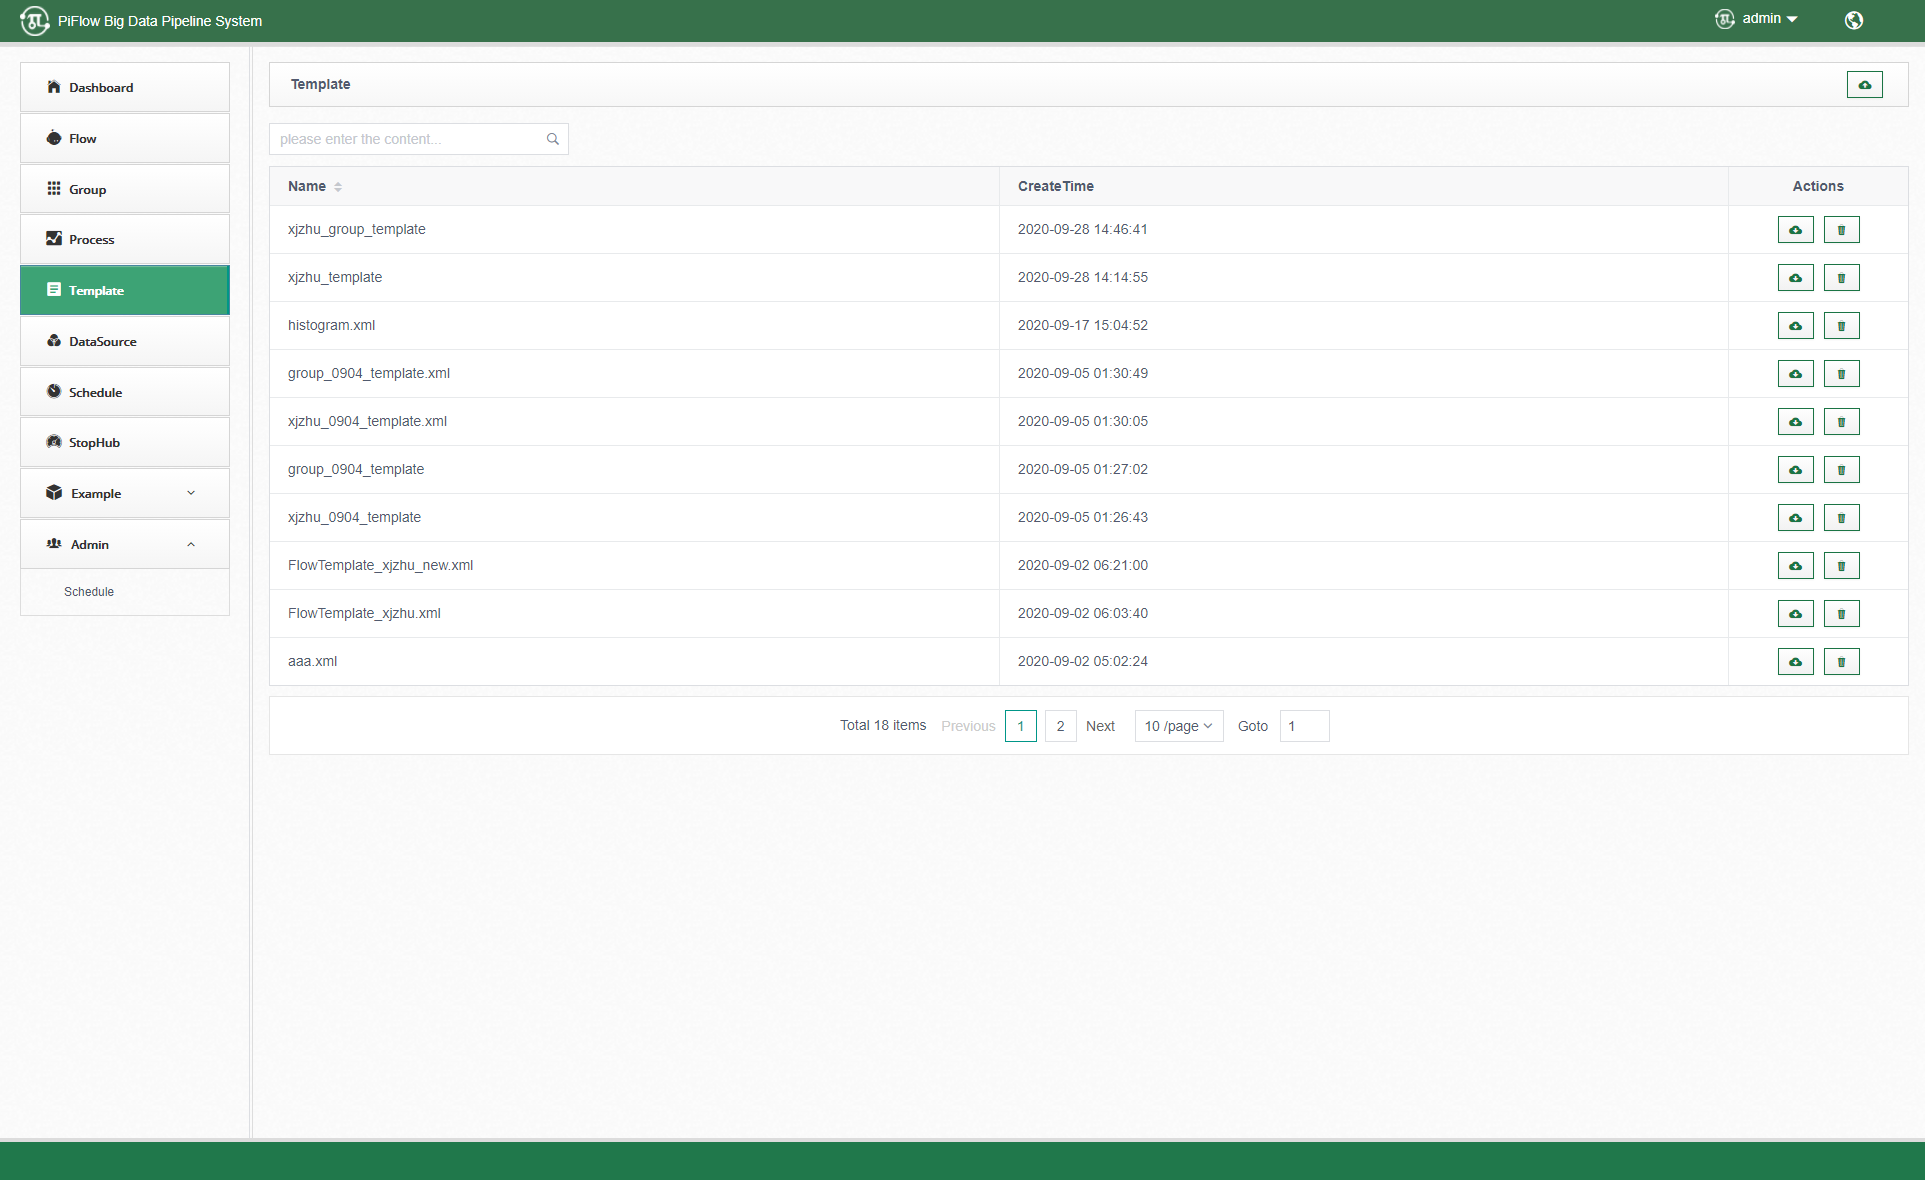 PiFlow Big Data Pipeline System
admin
Dashboard
Flow
Group
Process
Template
DataSource
Schedule
StopHub
Example
Admin
Schedule
Template
please enter the content...
Name CreateTime Actions
xjzhu_group_template 2020-09-28 14:46:41
xjzhu_template 2020-09-28 14:14:55
histogram.xml 2020-09-17 15:04:52
group_0904_template.xml 2020-09-05 01:30:49
xjzhu_0904_template.xml 2020-09-05 01:30:05
group_0904_template 2020-09-05 01:27:02
xjzhu_0904_template 2020-09-05 01:26:43
FlowTemplate_xjzhu_new.xml 2020-09-02 06:21:00
FlowTemplate_xjzhu.xml 2020-09-02 06:03:40
aaa.xml 2020-09-02 05:02:24
Total 18 items Previous 1 2 Next 10 /page Goto 1